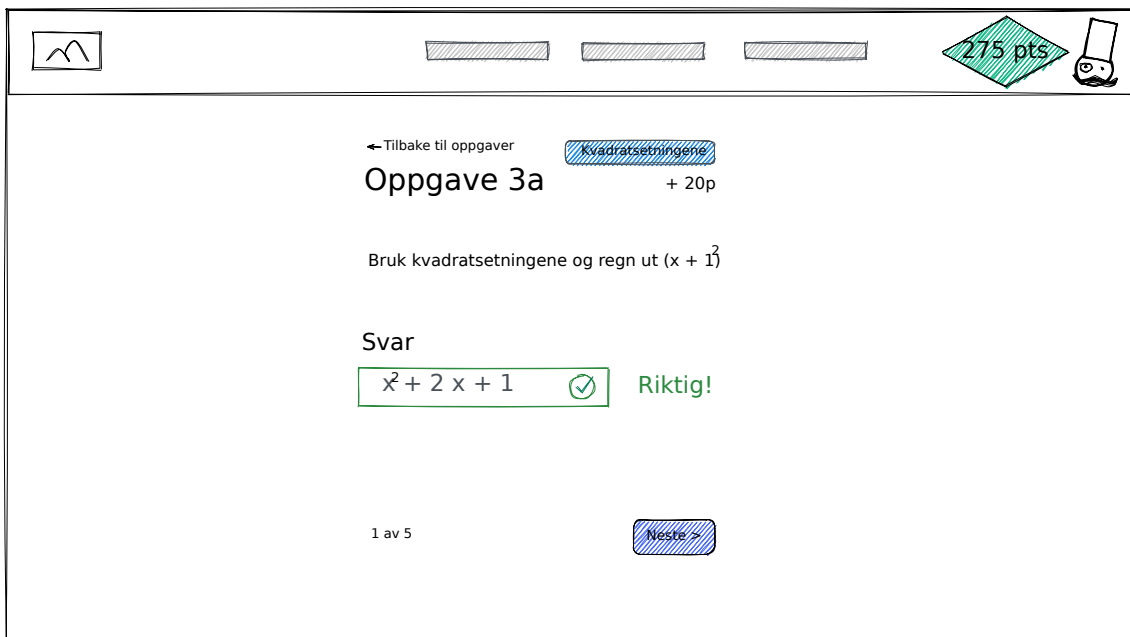 275 pts
←Tilbake til oppgaver
Kvadratsetningene
Oppgave 3a
+ 20p
Bruk kvadratsetningene og regn ut (x + 1)²
Svar
x² + 2 x + 1
Riktig!
1 av 5
Neste >